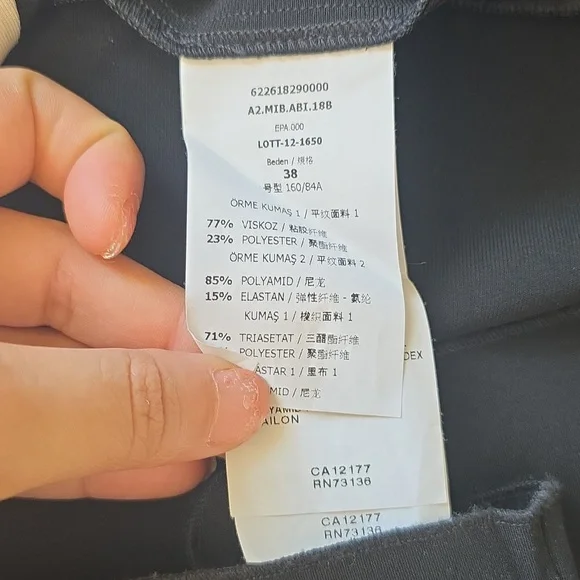 622618290000
A2.MIB.ABI.18B
EPA 000
LOTT-12-1650
Beden / 规格
38
号型 160/84A
ÖRME KUMAŞ 1 / 平纹面料 1
77% VISKOZ / 粘胶纤维
23% POLYESTER / 聚酯纤维
ÖRME KUMAŞ 2 / 平纹面料 2
85% POLYAMID / 尼龙
15% ELASTAN / 弹性纤维 - 氨纶
KUMAŞ 1 / 梭织面料 1
71% TRIASETAT / 三醋酯纤维
POLYESTER / 聚酯纤维
ASTAR 1 / 里布 1
MID / 尼龙
DEX
AILON
CA12177
RN73136
CA12177
RN73136